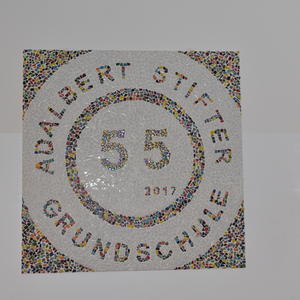 ADALBERT STIFTER
55
2017
GRUNDSCHULE